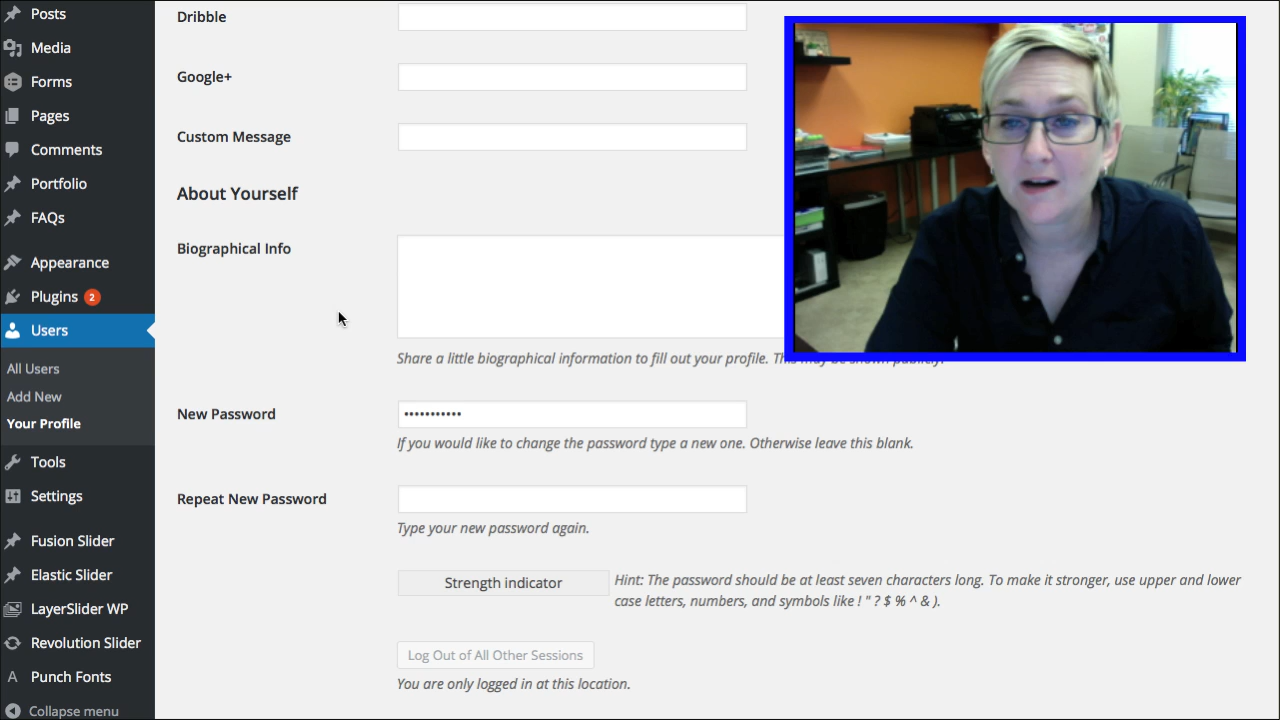 Posts
Media
Forms
Pages
Comments
Portfolio
FAQs
Appearance
Plugins 2
Users
All Users
Add New
Your Profile
Tools
Settings
Fusion Slider
Elastic Slider
LayerSlider WP
Revolution Slider
Punch Fonts
Collapse menu
Dribble
Google+
Custom Message
About Yourself
Biographical Info
Share a little biographical information to fill out your profile. This may be shown publicly.
New Password
•••••••••••
If you would like to change the password type a new one. Otherwise leave this blank.
Repeat New Password
Type your new password again.
Strength indicator
Hint: The password should be at least seven characters long. To make it stronger, use upper and lower
case letters, numbers, and symbols like ! " ? $ % ^ & ).
Log Out of All Other Sessions
You are only logged in at this location.